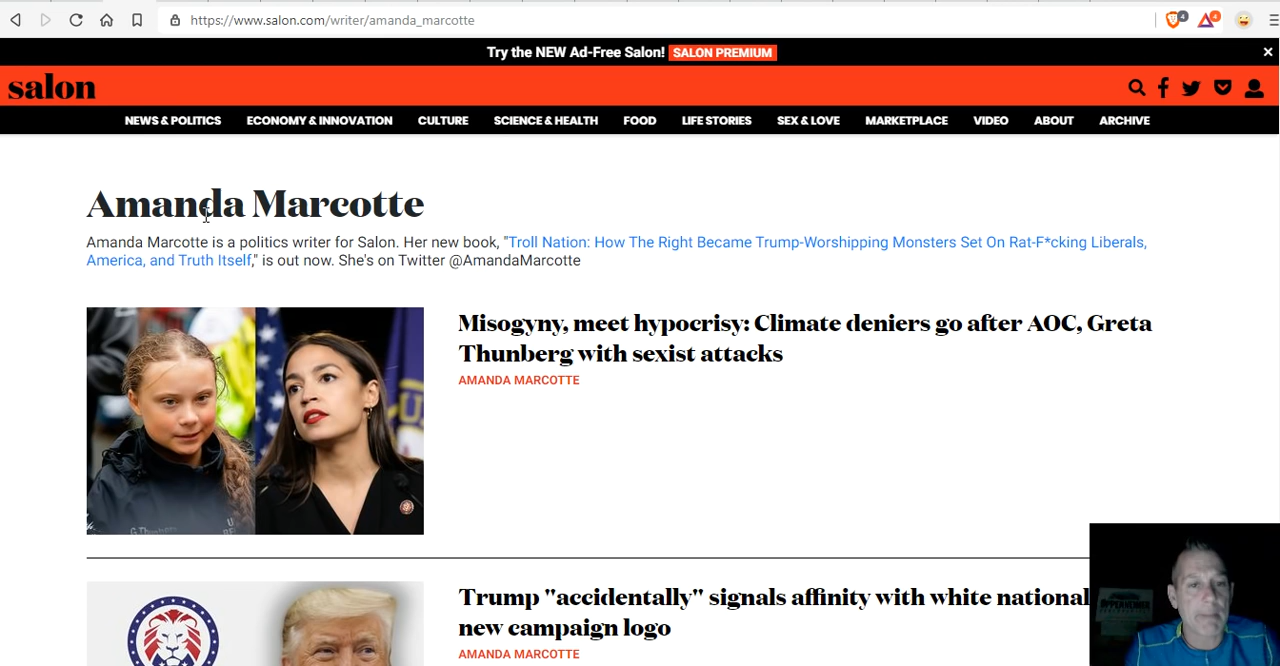 https://www.salon.com/writer/amanda_marcotte
4
4
Try the NEW Ad-Free Salon! SALON PREMIUM
salon
NEWS & POLITICS ECONOMY & INNOVATION CULTURE SCIENCE & HEALTH FOOD LIFE STORIES SEX & LOVE MARKETPLACE VIDEO ABOUT ARCHIVE
Amanda Marcotte
Amanda Marcotte is a politics writer for Salon. Her new book, "Troll Nation: How The Right Became Trump-Worshipping Monsters Set On Rat-F*cking Liberals,
America, and Truth Itself," is out now. She's on Twitter @AmandaMarcotte
Misogyny, meet hypocrisy: Climate deniers go after AOC, Greta
Thunberg with sexist attacks
AMANDA MARCOTTE
Trump "accidentally" signals affinity with white national
new campaign logo
AMANDA MARCOTTE